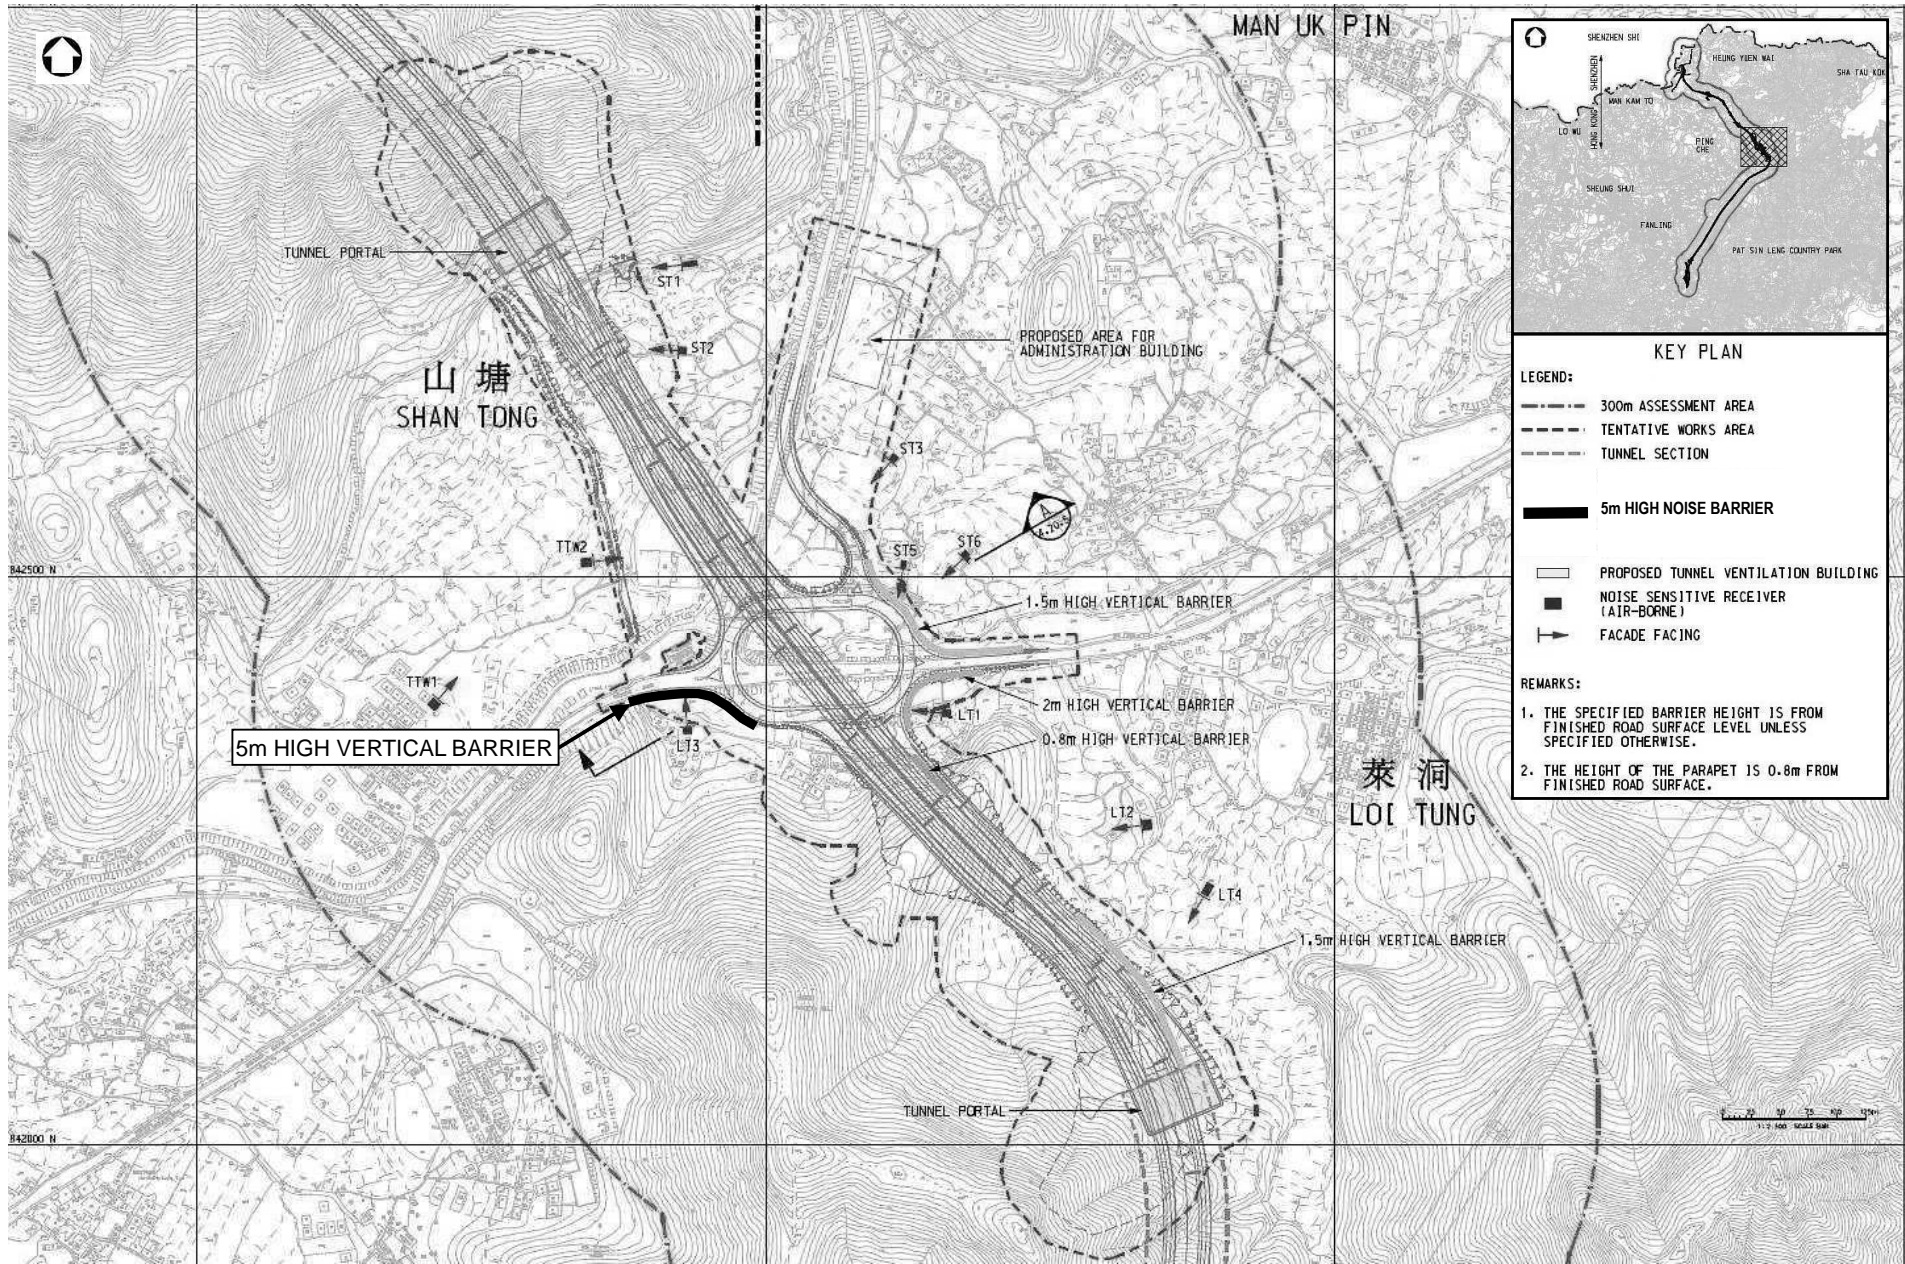 MAN UK PIN
TUNNEL PORTAL
ST1
ST2
PROPOSED AREA FOR
ADMINISTRATION BUILDING
山塘
SHAN TONG
ST3
A
TTW2
ST5
ST6
842500 N
1.5m HIGH VERTICAL BARRIER
TTW1
2m HIGH VERTICAL BARRIER
LT1
5m HIGH VERTICAL BARRIER
LT3
0.8m HIGH VERTICAL BARRIER
萊洞
LOI TUNG
LT2
LT4
1.5m HIGH VERTICAL BARRIER
TUNNEL PORTAL
842000 N
SHENZHEN SHI
HEUNG YUEN WAI
SHA TAU KOK
SHENZHEN
HONG KONG
MAN KAM TO
LO WU
PING
CHE
SHEUNG SHUI
FANLING
PAT SIN LENG COUNTRY PARK
KEY PLAN
LEGEND:
300m ASSESSMENT AREA
TENTATIVE WORKS AREA
TUNNEL SECTION
5m HIGH NOISE BARRIER
PROPOSED TUNNEL VENTILATION BUILDING
NOISE SENSITIVE RECEIVER
(AIR-BORNE)
FACADE FACING
REMARKS:
1. THE SPECIFIED BARRIER HEIGHT IS FROM
FINISHED ROAD SURFACE LEVEL UNLESS
SPECIFIED OTHERWISE.
2. THE HEIGHT OF THE PARAPET IS 0.8m FROM
FINISHED ROAD SURFACE.